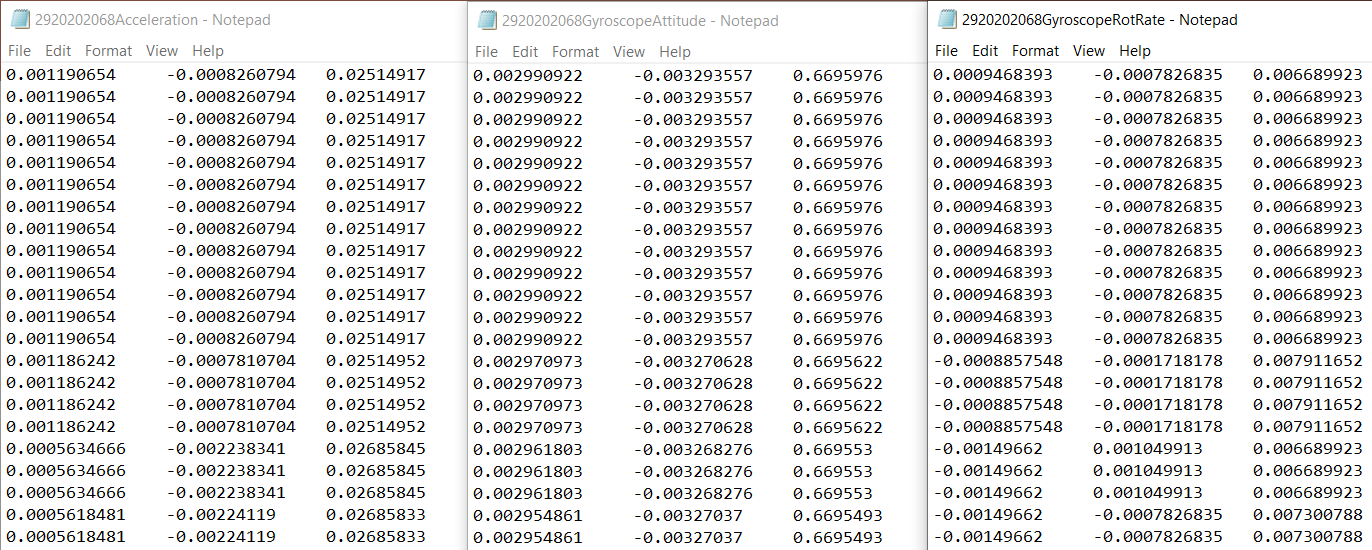 2920202068Acceleration - Notepad
File Edit Format View Help
0.001190654 -0.0008260794 0.02514917
0.001190654 -0.0008260794 0.02514917
0.001190654 -0.0008260794 0.02514917
0.001190654 -0.0008260794 0.02514917
0.001190654 -0.0008260794 0.02514917
0.001190654 -0.0008260794 0.02514917
0.001190654 -0.0008260794 0.02514917
0.001190654 -0.0008260794 0.02514917
0.001190654 -0.0008260794 0.02514917
0.001190654 -0.0008260794 0.02514917
0.001190654 -0.0008260794 0.02514917
0.001190654 -0.0008260794 0.02514917
0.001190654 -0.0008260794 0.02514917
0.001186242 -0.0007810704 0.02514952
0.001186242 -0.0007810704 0.02514952
0.001186242 -0.0007810704 0.02514952
0.001186242 -0.0007810704 0.02514952
0.0005634666 -0.002238341 0.02685845
0.0005634666 -0.002238341 0.02685845
0.0005634666 -0.002238341 0.02685845
0.0005618481 -0.00224119 0.02685833
0.0005618481 -0.00224119 0.02685833
2920202068GyroscopeAttitude - Notepad
File Edit Format View Help
0.002990922 -0.003293557 0.6695976
0.002990922 -0.003293557 0.6695976
0.002990922 -0.003293557 0.6695976
0.002990922 -0.003293557 0.6695976
0.002990922 -0.003293557 0.6695976
0.002990922 -0.003293557 0.6695976
0.002990922 -0.003293557 0.6695976
0.002990922 -0.003293557 0.6695976
0.002990922 -0.003293557 0.6695976
0.002990922 -0.003293557 0.6695976
0.002990922 -0.003293557 0.6695976
0.002990922 -0.003293557 0.6695976
0.002990922 -0.003293557 0.6695976
0.002970973 -0.003270628 0.6695622
0.002970973 -0.003270628 0.6695622
0.002970973 -0.003270628 0.6695622
0.002970973 -0.003270628 0.6695622
0.002961803 -0.003268276 0.669553
0.002961803 -0.003268276 0.669553
0.002961803 -0.003268276 0.669553
0.002954861 -0.00327037 0.6695493
0.002954861 -0.00327037 0.6695493
2920202068GyroscopeRotRate - Notepad
File Edit Format View Help
0.0009468393 -0.0007826835 0.006689923
0.0009468393 -0.0007826835 0.006689923
0.0009468393 -0.0007826835 0.006689923
0.0009468393 -0.0007826835 0.006689923
0.0009468393 -0.0007826835 0.006689923
0.0009468393 -0.0007826835 0.006689923
0.0009468393 -0.0007826835 0.006689923
0.0009468393 -0.0007826835 0.006689923
0.0009468393 -0.0007826835 0.006689923
0.0009468393 -0.0007826835 0.006689923
0.0009468393 -0.0007826835 0.006689923
0.0009468393 -0.0007826835 0.006689923
0.0009468393 -0.0007826835 0.006689923
-0.0008857548 -0.0001718178 0.007911652
-0.0008857548 -0.0001718178 0.007911652
-0.0008857548 -0.0001718178 0.007911652
-0.0008857548 -0.0001718178 0.007911652
-0.00149662 0.001049913 0.006689923
-0.00149662 0.001049913 0.006689923
-0.00149662 0.001049913 0.006689923
-0.00149662 -0.0007826835 0.007300788
-0.00149662 -0.0007826835 0.007300788